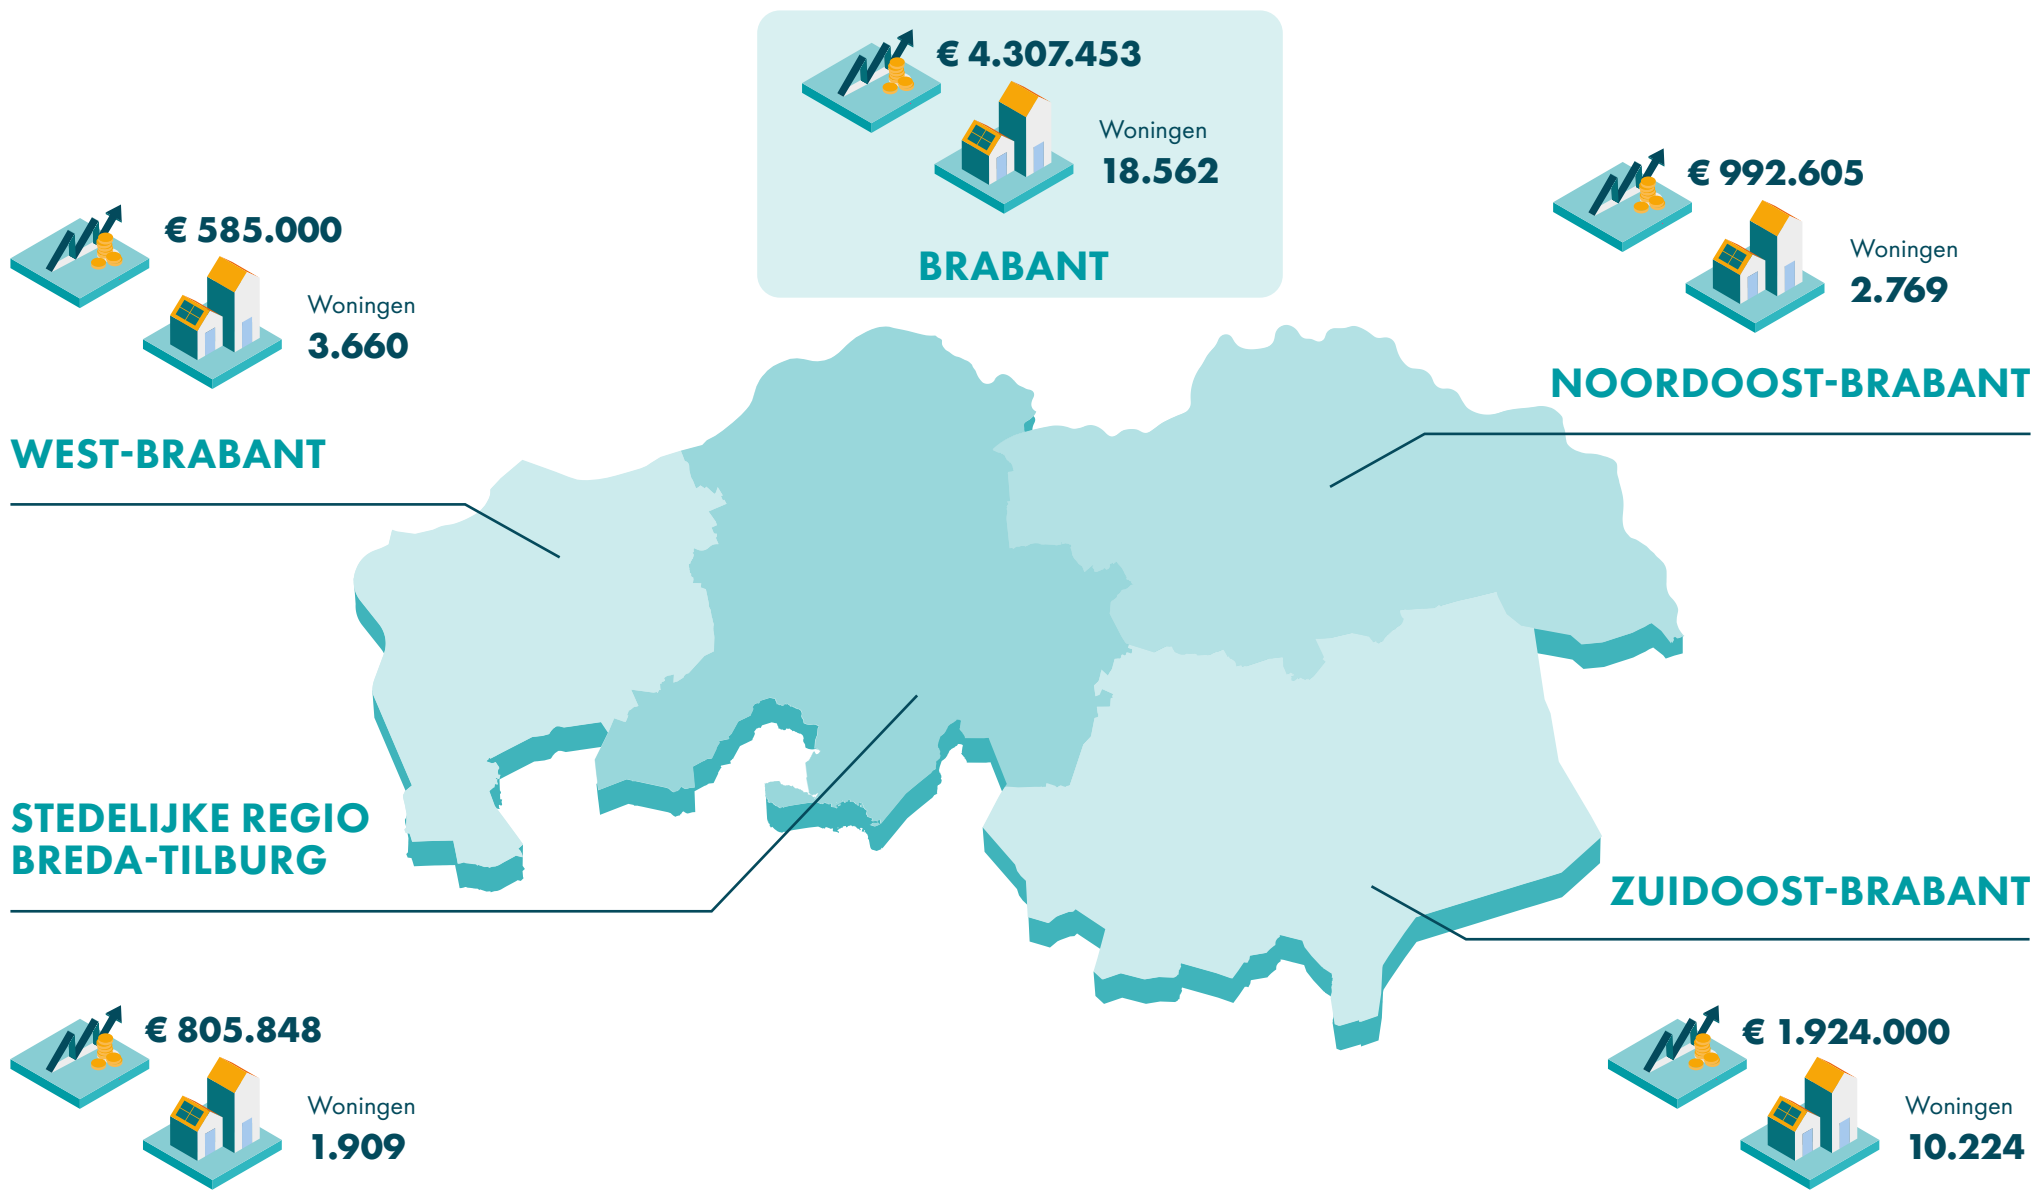 € 4.307.453
Woningen
18.562
BRABANT
€ 585.000
Woningen
3.660
WEST-BRABANT
€ 992.605
Woningen
2.769
NOORDOOST-BRABANT
STEDELIJKE REGIO
BREDA-TILBURG
€ 805.848
Woningen
1.909
ZUIDOOST-BRABANT
€ 1.924.000
Woningen
10.224